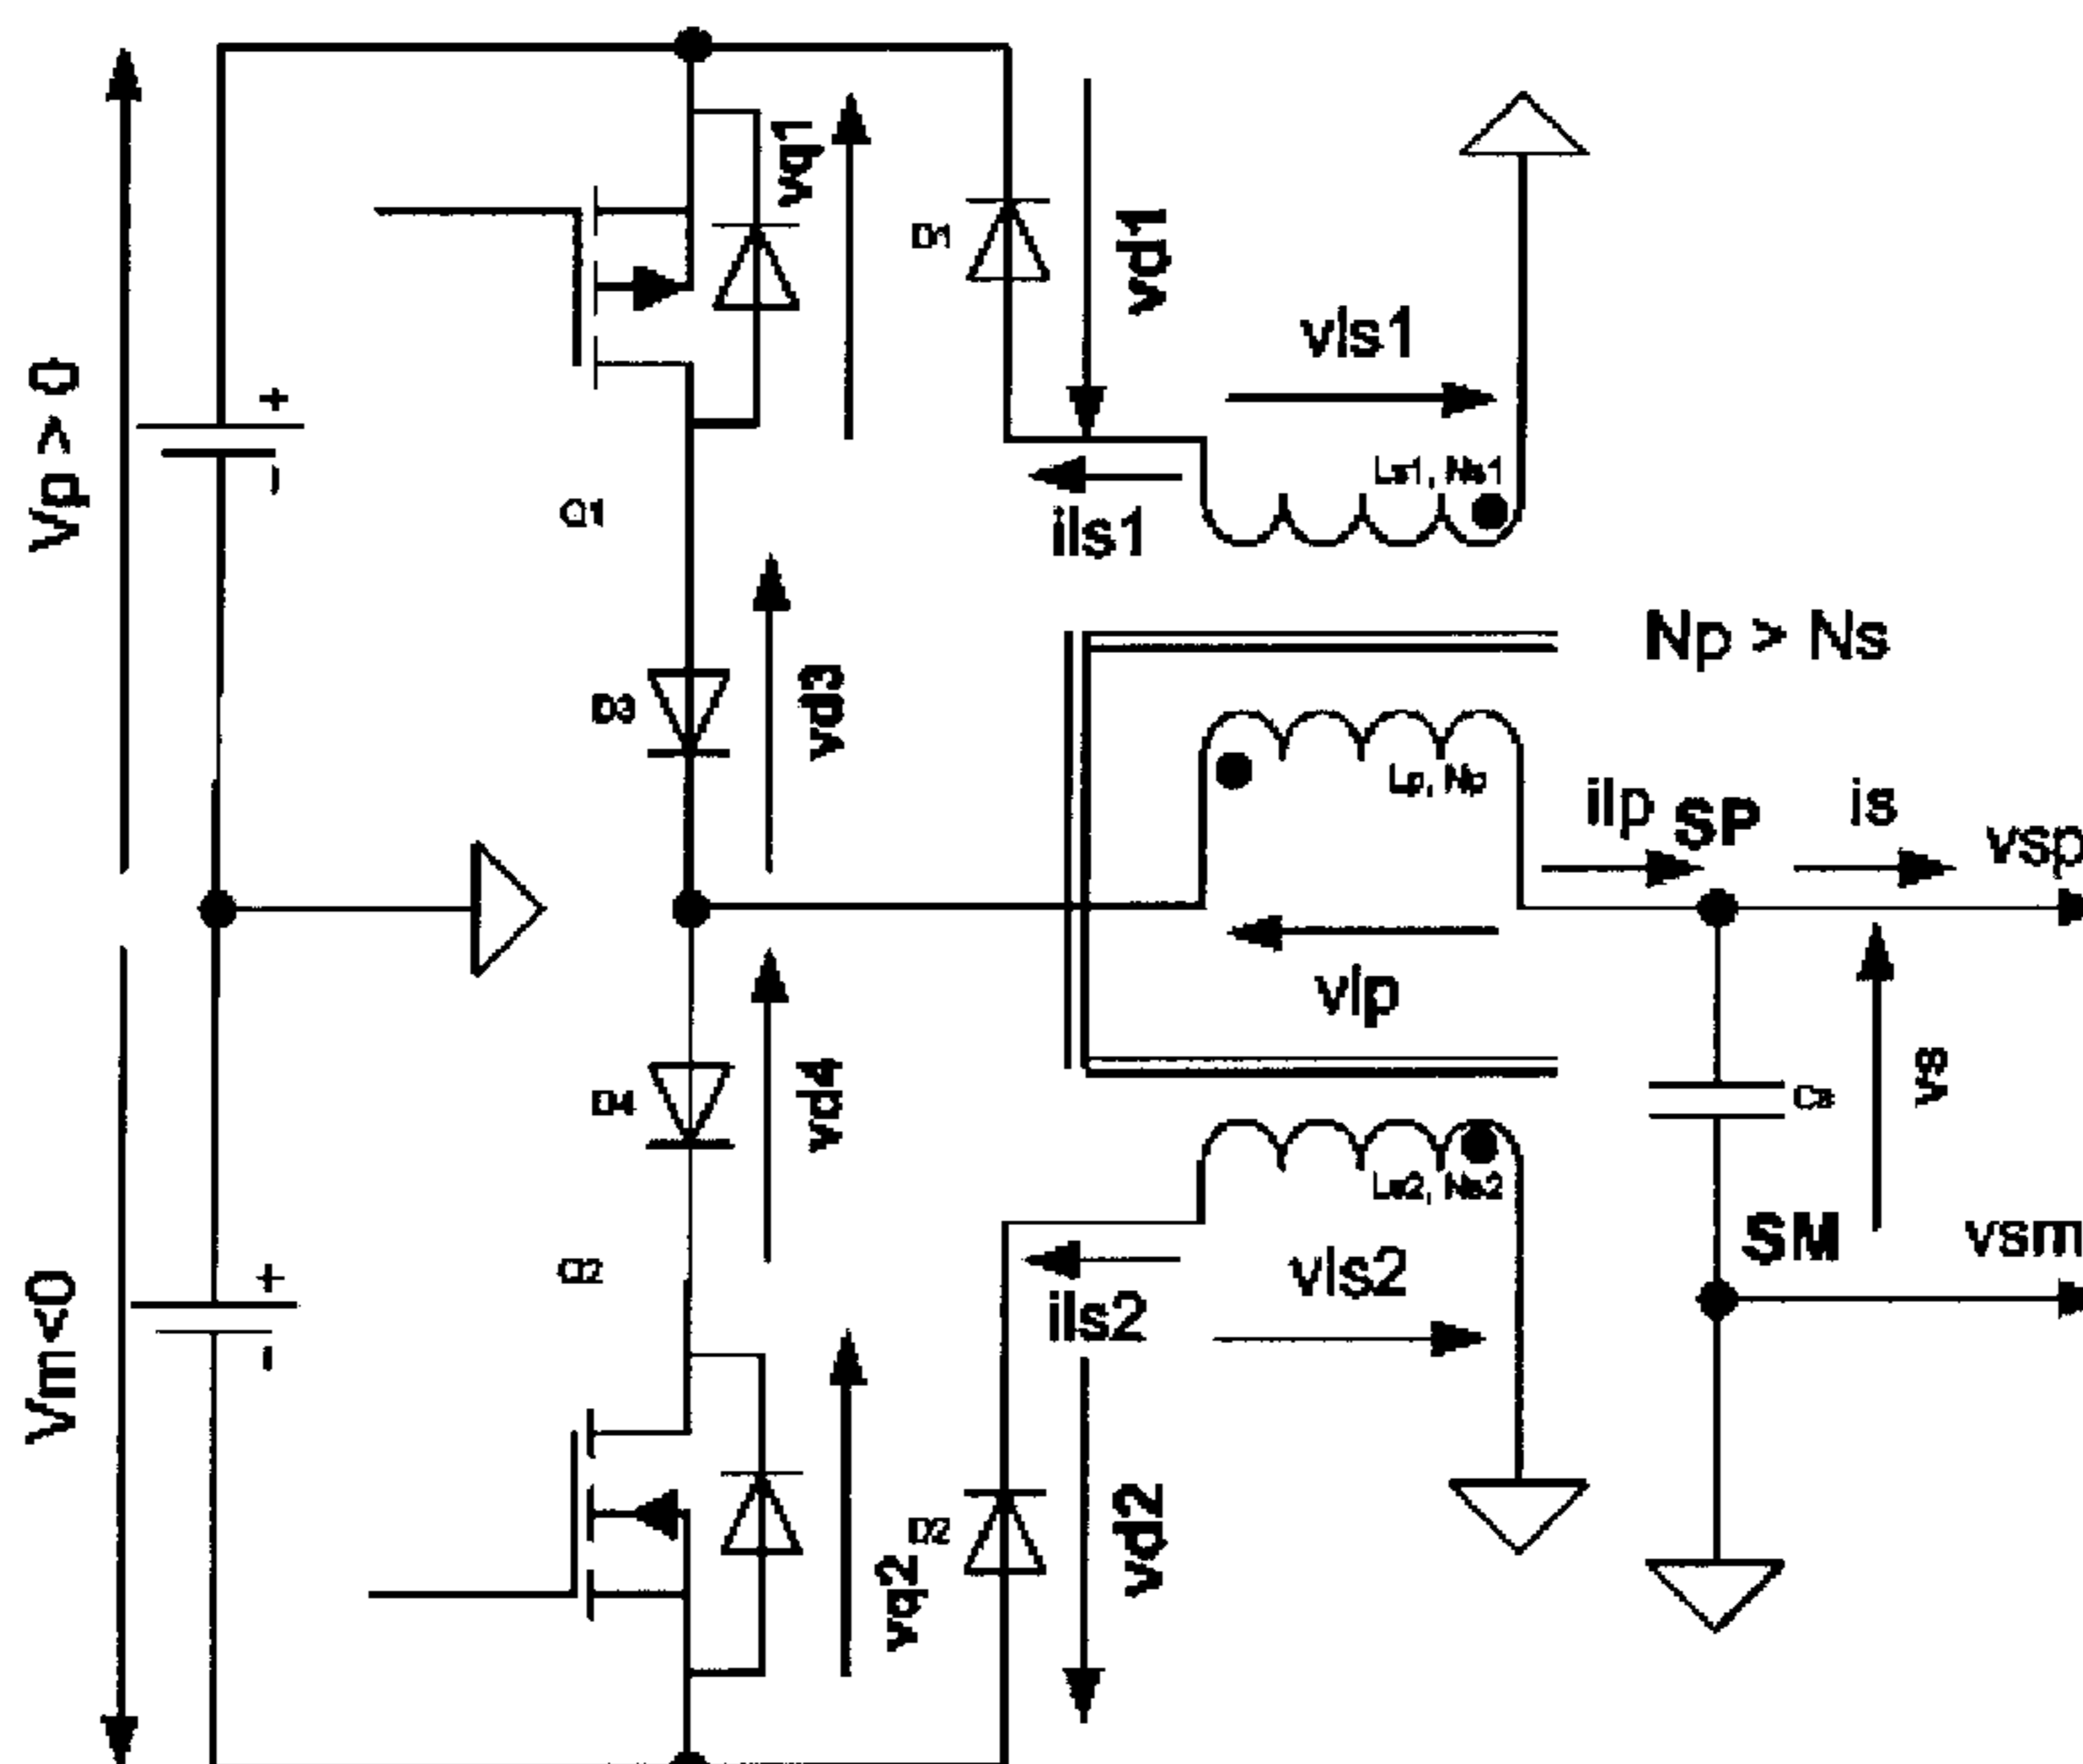 Vp > 0
+
−
Vm<0
+
−
vq1
Q1
D1
vd1
vls1
ils1
Ls1, Ns1
D3
vd3
Np > Ns
Lp, Np
ilp
SP
is
vsp
vlp
D4
vd4
vs
Ls2, Ns2
SM
vsm
Q2
ils2
vls2
vq2
D2
vd2